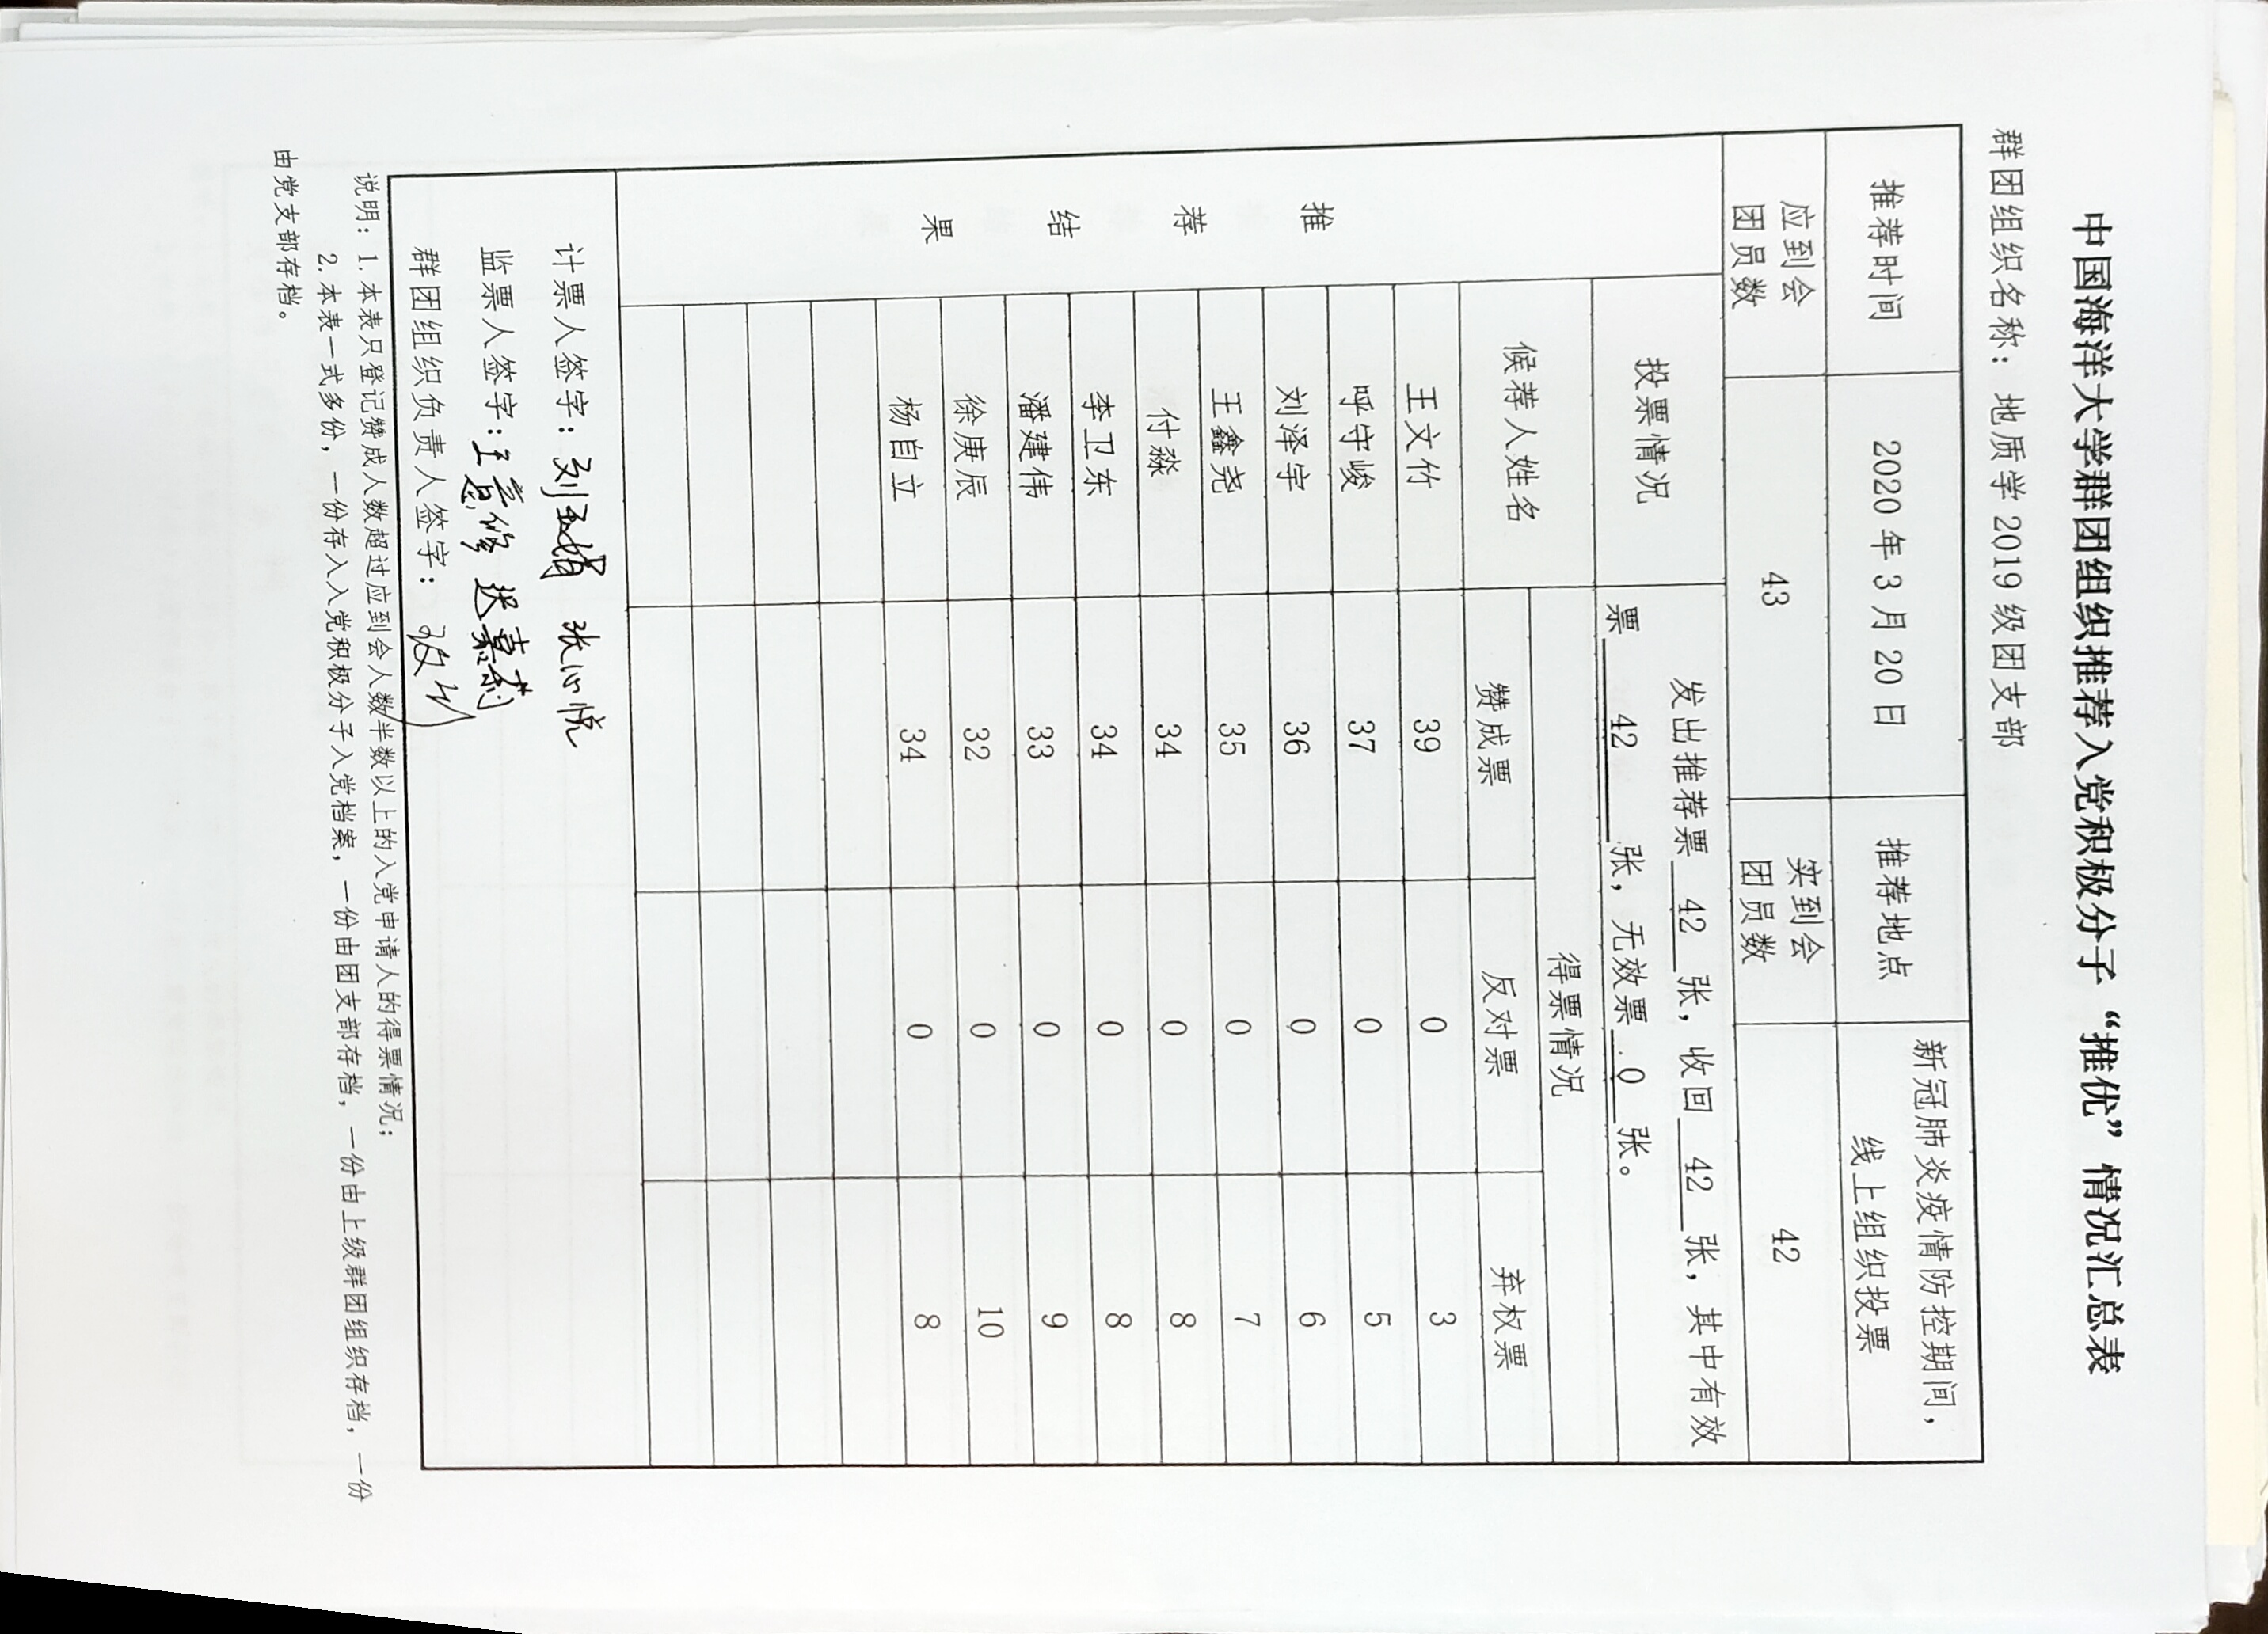 中国海洋大学群团组织推荐入党积极分子“推优”情况汇总表
群团组织名称：地质学 2019 级团支部
推荐时间 2020 年 3 月 20 日 推荐地点 新冠肺炎疫情防控期间，
线上组织投票
应到会
团员数 43 实到会
团员数 42
推荐结果
投票情况 发出推荐票 42 张，收回 42 张，其中有效
票 42 张，无效票 0 张。
候荐人姓名 得票情况
赞成票 反对票 弃权票
王文竹 39 0 3
呼守峻 37 0 5
刘泽宇 36 0 6
王鑫尧 35 0 7
付淼 34 0 8
李卫东 34 0 8
潘建伟 33 0 9
徐庚辰 32 0 10
杨自立 34 0 8
计票人签字：刘玉娟 张心悦
监票人签字：王意修 迟嘉莉
群团组织负责人签字：
说明：1.本表只登记赞成人数超过应到会人数半数以上的入党申请人的得票情况；
2.本表一式多份，一份存入入党积极分子入党档案，一份由团支部存档，一份由上级群团组织存档，一份
由党支部存档。